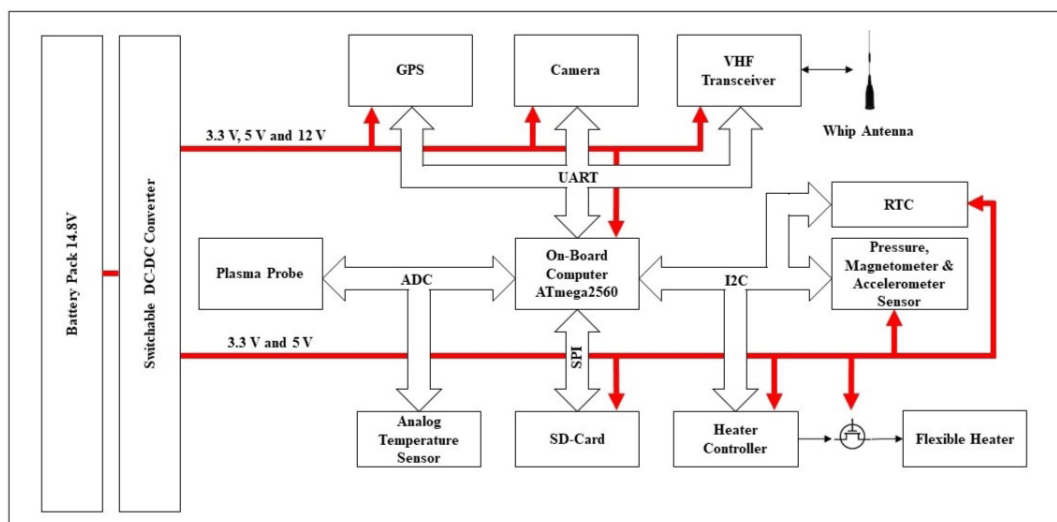 GPS
Camera
VHF
Transceiver
Whip Antenna
3.3 V, 5 V and 12 V
UART
Battery Pack 14.8V
Switchable DC-DC Converter
RTC
Plasma Probe
ADC
On-Board
Computer
ATmega2560
I2C
Pressure,
Magnetometer &
Accelerometer
Sensor
3.3 V and 5 V
SPI
Analog
Temperature
Sensor
SD-Card
Heater
Controller
Flexible Heater